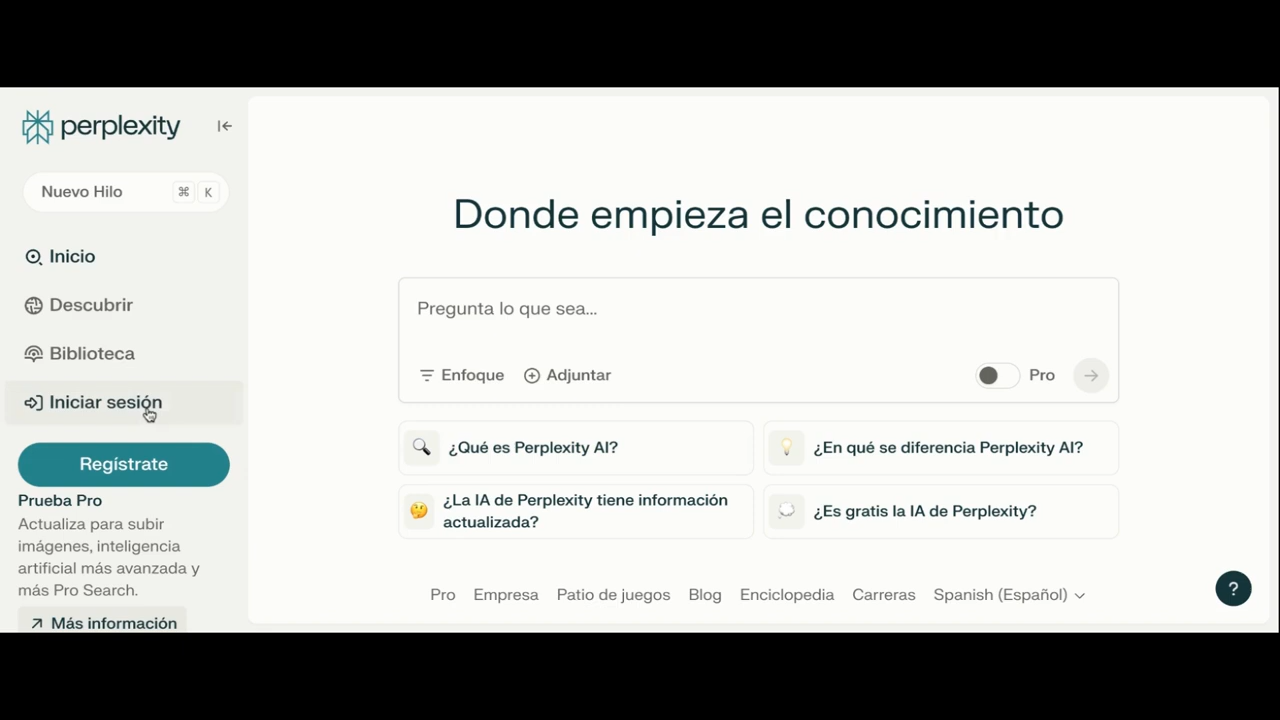 perplexity
Nuevo Hilo ⌘ K
Inicio
Descubrir
Biblioteca
Iniciar sesión
Regístrate
Prueba Pro
Actualiza para subir
imágenes, inteligencia
artificial más avanzada y
más Pro Search.
Más información
Donde empieza el conocimiento
Pregunta lo que sea...
Enfoque Adjuntar Pro
¿Qué es Perplexity AI?
¿En qué se diferencia Perplexity AI?
¿La IA de Perplexity tiene información
actualizada?
¿Es gratis la IA de Perplexity?
Pro Empresa Patio de juegos Blog Enciclopedia Carreras Spanish (Español)
?